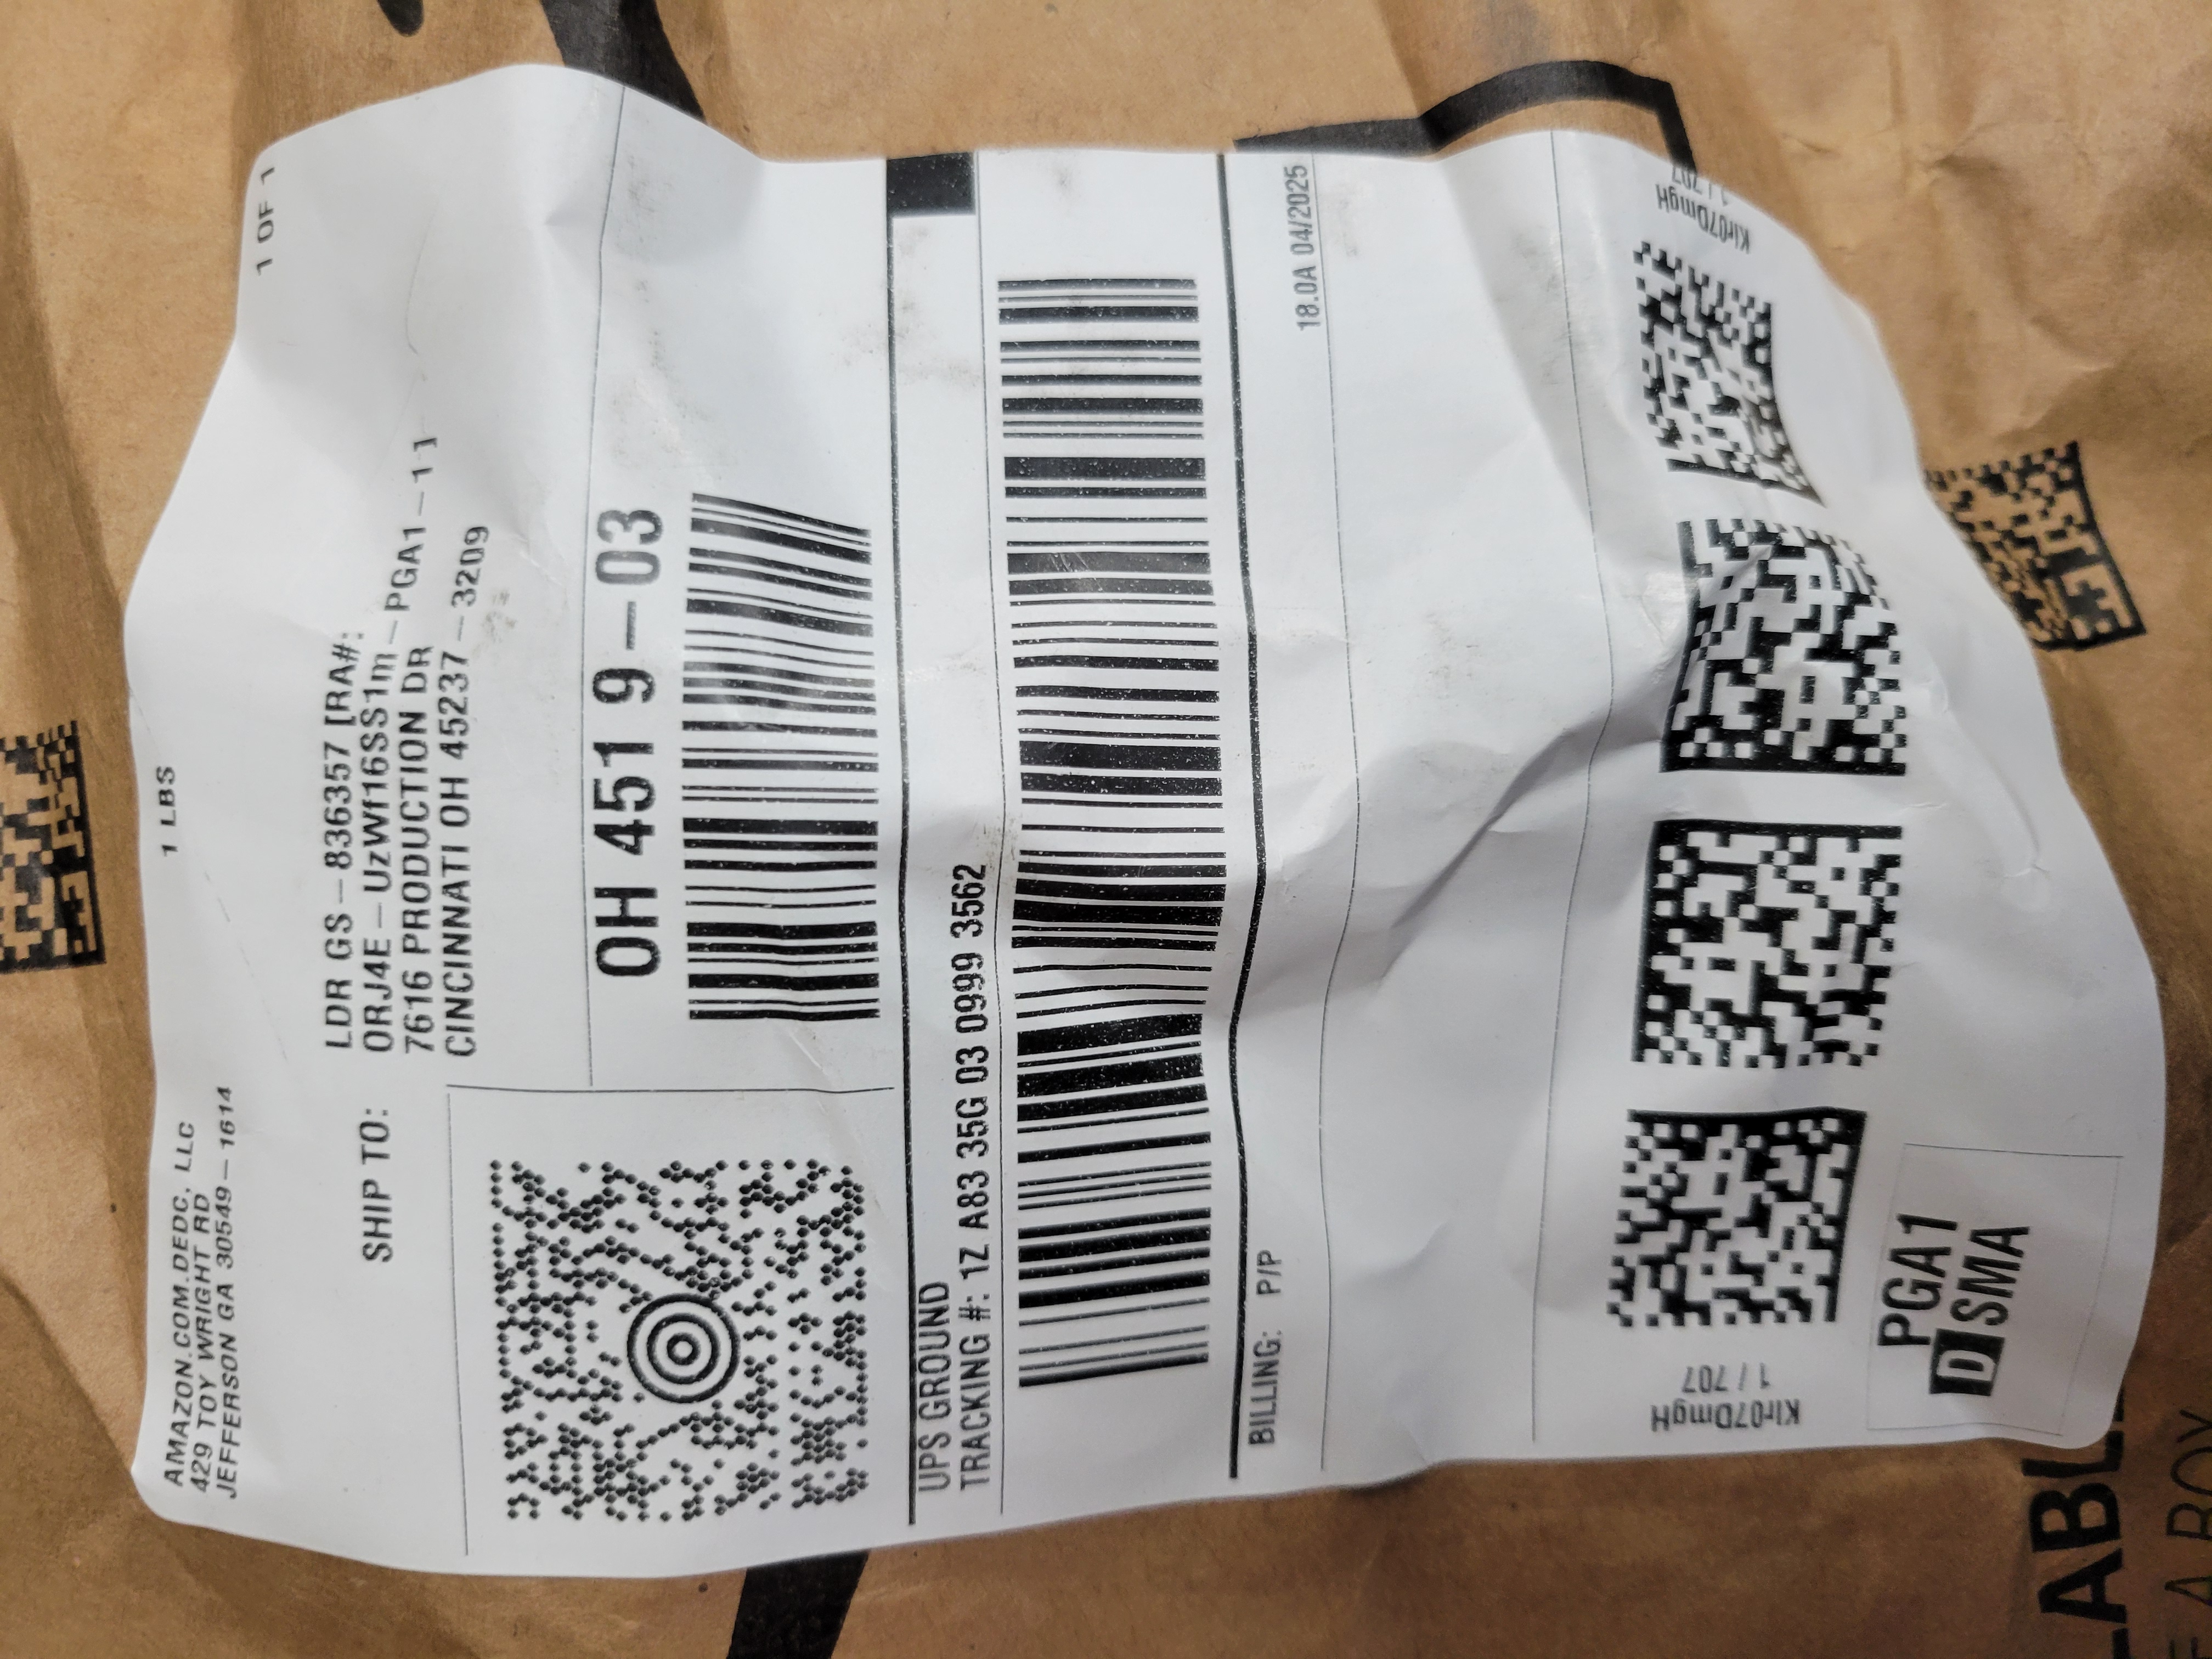 AMAZON.COM.DEDC, LLC
429 TOY WRIGHT RD
JEFFERSON GA 30549-1614
1 LBS
1 OF 1
SHIP TO:
LDR GS-836357 [RA#:
ORJ4E-UzWf16SS1m-PGA1-1]
7616 PRODUCTION DR
CINCINNATI OH 45237-3209
OH 451 9-03
UPS GROUND
TRACKING #: 1Z A83 35G 03 0999 3562
BILLING: P/P
18.0A 04/2025
KIr07DmgH
1 / 707
KIr07DmgH
1 / 707
PGA1
D SMA